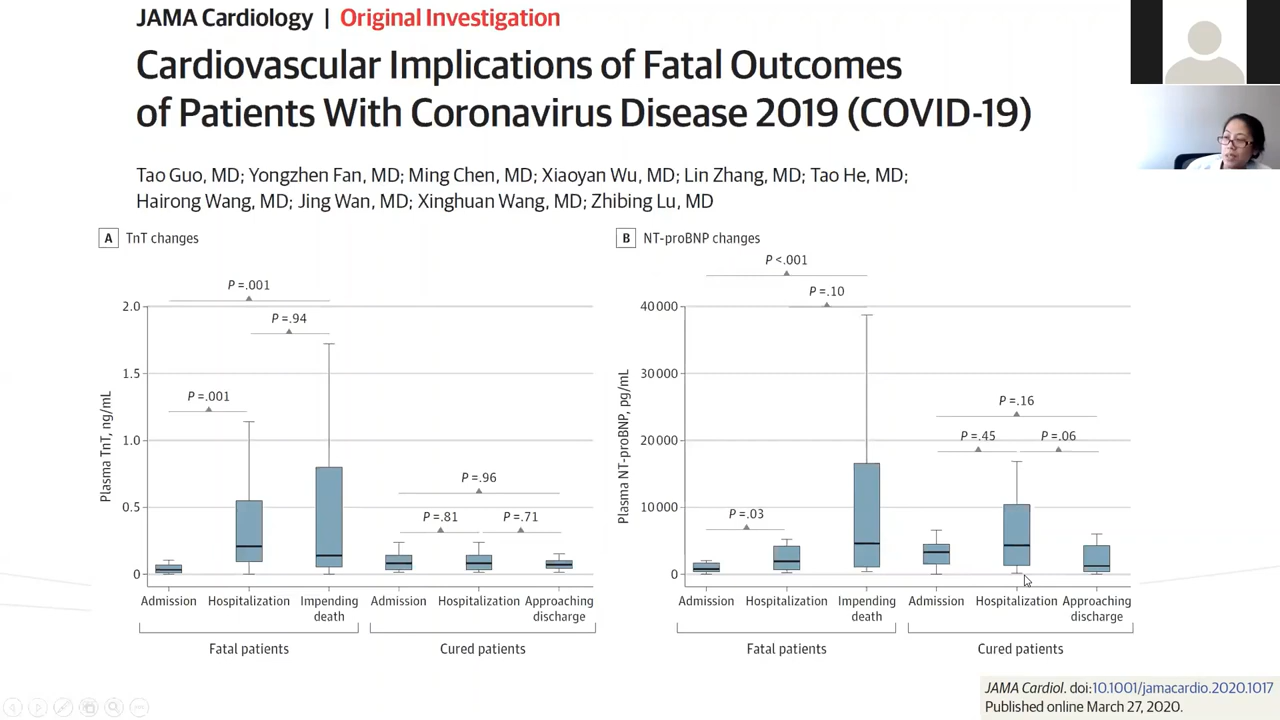 JAMA Cardiology | Original Investigation
Cardiovascular Implications of Fatal Outcomes
of Patients With Coronavirus Disease 2019 (COVID-19)
Tao Guo, MD; Yongzhen Fan, MD; Ming Chen, MD; Xiaoyan Wu, MD; Lin Zhang, MD; Tao He, MD;
Hairong Wang, MD; Jing Wan, MD; Xinghuan Wang, MD; Zhibing Lu, MD
A TnT changes
P =.001
P =.94
P =.001
P =.96
P =.81
P =.71
Plasma TnT, ng/mL
2.0
1.5
1.0
0.5
0
Admission
Hospitalization
Impending
death
Admission
Hospitalization
Approaching
discharge
Fatal patients
Cured patients
B NT-proBNP changes
P <.001
P =.10
P =.03
P =.16
P =.45
P =.06
Plasma NT-proBNP, pg/mL
40000
30000
20000
10000
0
Admission
Hospitalization
Impending
death
Admission
Hospitalization
Approaching
discharge
Fatal patients
Cured patients
JAMA Cardiol. doi:10.1001/jamacardio.2020.1017
Published online March 27, 2020.